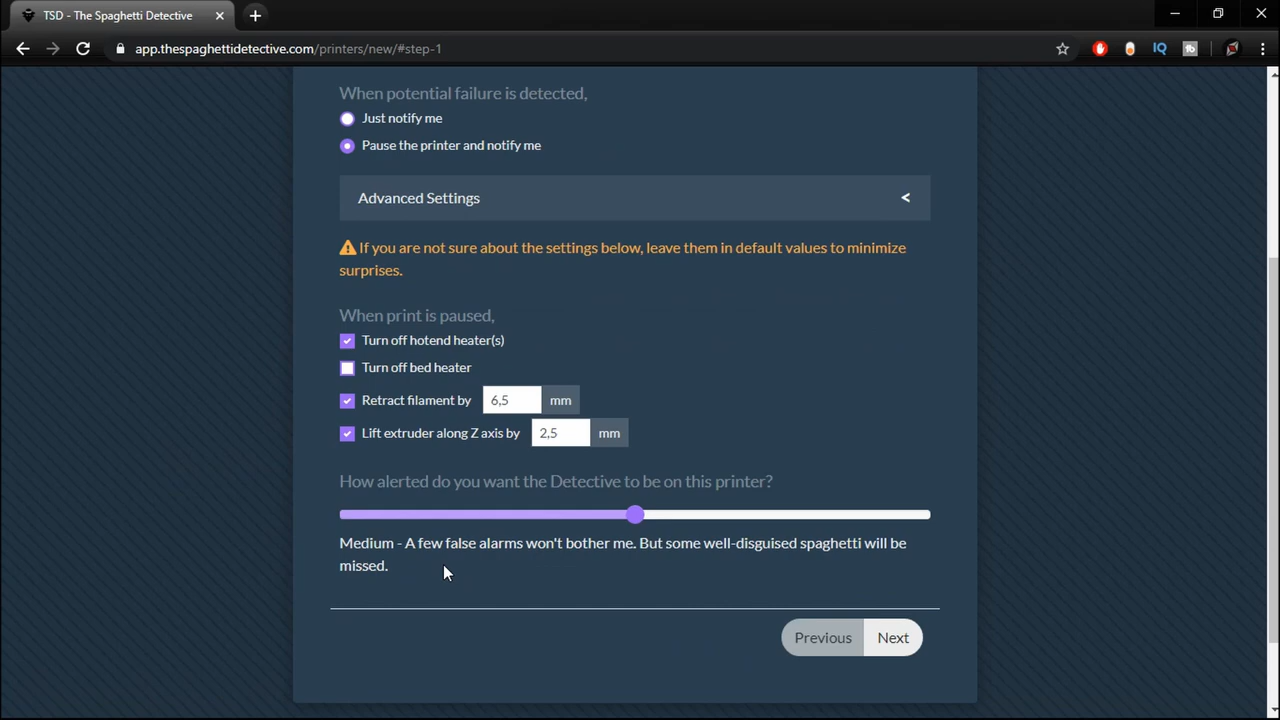 TSD - The Spaghetti Detective
app.thespaghettidetective.com/printers/new/#step-1
When potential failure is detected,
Just notify me
Pause the printer and notify me
Advanced Settings <
If you are not sure about the settings below, leave them in default values to minimize
surprises.
When print is paused,
Turn off hotend heater(s)
Turn off bed heater
Retract filament by 6,5 mm
Lift extruder along Z axis by 2,5 mm
How alerted do you want the Detective to be on this printer?
Medium - A few false alarms won't bother me. But some well-disguised spaghetti will be
missed.
Previous Next